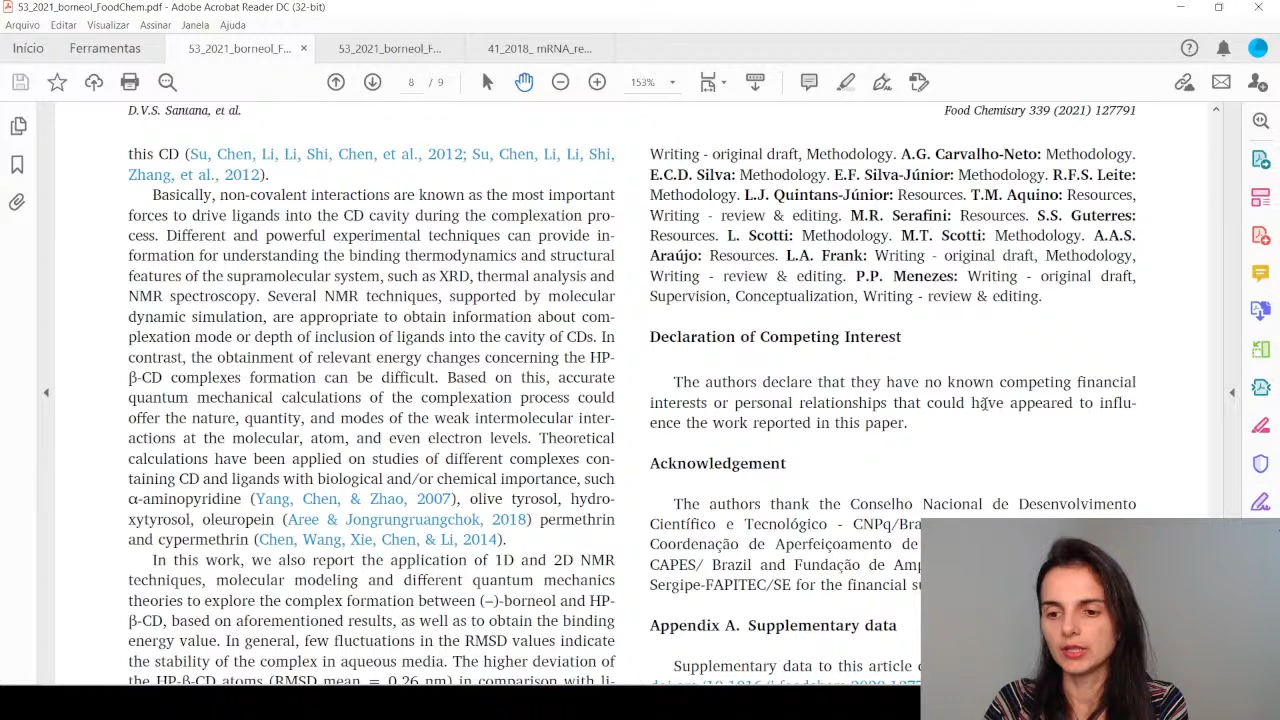 53_2021_borneol_FoodChem.pdf - Adobe Acrobat Reader DC (32-bit)
Arquivo Editar Visualizar Assinar Janela Ajuda
Início Ferramentas 53_2021_borneol_F... × 53_2021_borneol_F... 41_2018_ mRNA_re...
8 / 9 153%
D.V.S. Santana, et al.
Food Chemistry 339 (2021) 127791
this CD (Su, Chen, Li, Li, Shi, Chen, et al., 2012; Su, Chen, Li, Li, Shi,
Zhang, et al., 2012).
Basically, non-covalent interactions are known as the most important
forces to drive ligands into the CD cavity during the complexation pro-
cess. Different and powerful experimental techniques can provide in-
formation for understanding the binding thermodynamics and structural
features of the supramolecular system, such as XRD, thermal analysis and
NMR spectroscopy. Several NMR techniques, supported by molecular
dynamic simulation, are appropriate to obtain information about com-
plexation mode or depth of inclusion of ligands into the cavity of CDs. In
contrast, the obtainment of relevant energy changes concerning the HP-
β-CD complexes formation can be difficult. Based on this, accurate
quantum mechanical calculations of the complexation process could
offer the nature, quantity, and modes of the weak intermolecular inter-
actions at the molecular, atom, and even electron levels. Theoretical
calculations have been applied on studies of different complexes con-
taining CD and ligands with biological and/or chemical importance, such
α-aminopyridine (Yang, Chen, & Zhao, 2007), olive tyrosol, hydro-
xytyrosol, oleuropein (Aree & Jongrungruangchok, 2018) permethrin
and cypermethrin (Chen, Wang, Xie, Chen, & Li, 2014).
In this work, we also report the application of 1D and 2D NMR
techniques, molecular modeling and different quantum mechanics
theories to explore the complex formation between (−)-borneol and HP-
β-CD, based on aforementioned results, as well as to obtain the binding
energy value. In general, few fluctuations in the RMSD values indicate
the stability of the complex in aqueous media. The higher deviation of
the HP-β-CD atoms (RMSD mean = 0.26 nm) in comparison with li-
Writing - original draft, Methodology. A.G. Carvalho-Neto: Methodology.
E.C.D. Silva: Methodology. E.F. Silva-Júnior: Methodology. R.F.S. Leite:
Methodology. L.J. Quintans-Júnior: Resources. T.M. Aquino: Resources,
Writing - review & editing. M.R. Serafini: Resources. S.S. Guterres:
Resources. L. Scotti: Methodology. M.T. Scotti: Methodology. A.A.S.
Araújo: Resources. L.A. Frank: Writing - original draft, Methodology,
Writing - review & editing. P.P. Menezes: Writing - original draft,
Supervision, Conceptualization, Writing - review & editing.
Declaration of Competing Interest
The authors declare that they have no known competing financial
interests or personal relationships that could have appeared to influ-
ence the work reported in this paper.
Acknowledgement
The authors thank the Conselho Nacional de Desenvolvimento
Científico e Tecnológico - CNPq/Bra
Coordenação de Aperfeiçoamento de
CAPES/ Brazil and Fundação de Am
Sergipe-FAPITEC/SE for the financial su
Appendix A. Supplementary data
Supplementary data to this article